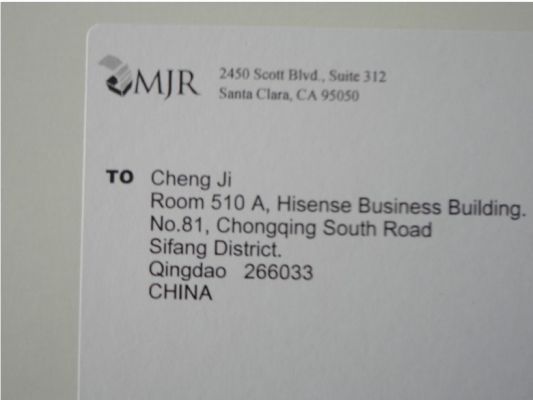 MJR
2450 Scott Blvd., Suite 312
Santa Clara, CA 95050
TO Cheng Ji
Room 510 A, Hisense Business Building.
No.81, Chongqing South Road
Sifang District.
Qingdao 266033
CHINA